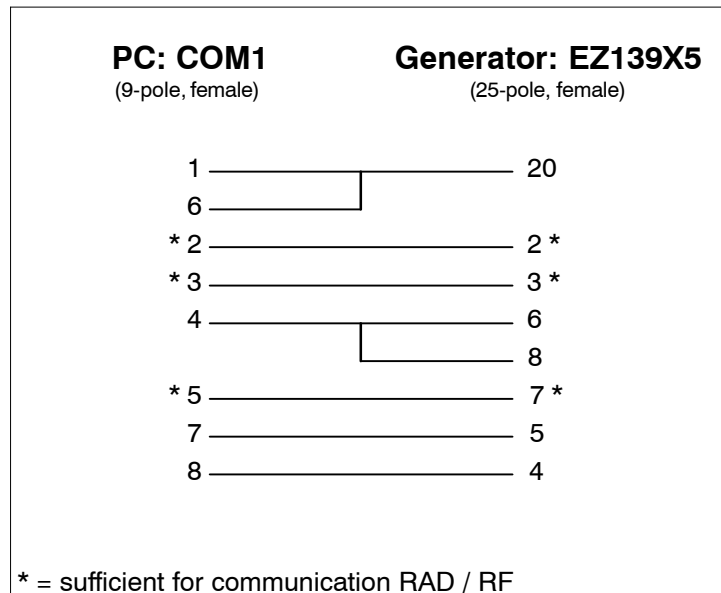 PC: COM1 Generator: EZ139X5
(9-pole, female) (25-pole, female)
1 20
6
* 2 2 *
* 3 3 *
4 6
8
* 5 7 *
7 5
8 4
* = sufficient for communication RAD / RF